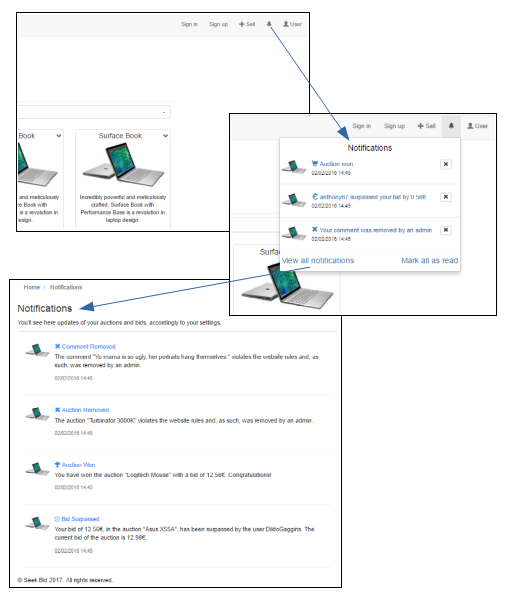 Sign in Sign up Sell User
Book
Surface Book
and meticulously
Incredibly powerful and meticulously
ce Book with
crafted, Surface Book with
is a revolution in
Performance Base is a revolution in
esign.
laptop design.
Sign in Sign up Sell User
Notifications
Auction won
02/02/2016 14:45
anthony67 surpassed your bid by 0.56€
02/02/2016 14:45
Your comment was removed by an admin
02/02/2016 14:45
View all notifications Mark all as read
Surfa
Home / Notifications
Notifications
You'll see here updates of your auctions and bids, accordingly to your settings.
Comment Removed
The comment "Yo mama is so ugly, her portraits hang themselves." violates the website rules and, as
such, was removed by an admin.
02/02/2016 14:45
Auction Removed
The auction "Turbinator 3000K" violates the website rules and, as such, was removed by an admin.
02/02/2016 14:45
Auction Won
You have won the auction "Logitech Mouse" with a bid of 12.56€. Congratulations!
02/02/2016 14:45
Bid Surpassed
Your bid of 12.50€, in the auction "Asus XSSA", has been surpassed by the user DildoGaggins. The
current bid of the auction is 12.98€.
02/02/2016 14:45
© Seek Bid 2017. All rights reserved.